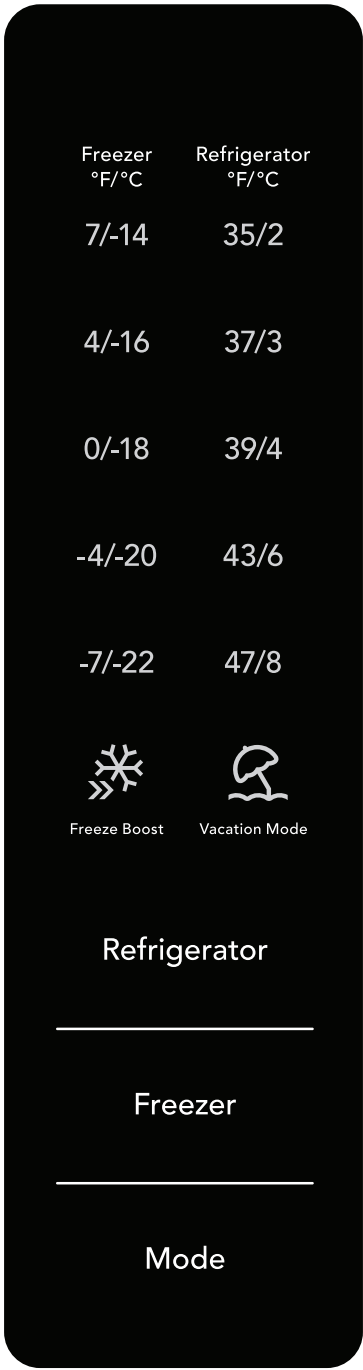 Freezer Refrigerator
°F/°C °F/°C
7/-14 35/2
4/-16 37/3
0/-18 39/4
-4/-20 43/6
-7/-22 47/8
Freeze Boost Vacation Mode
Refrigerator
Freezer
Mode